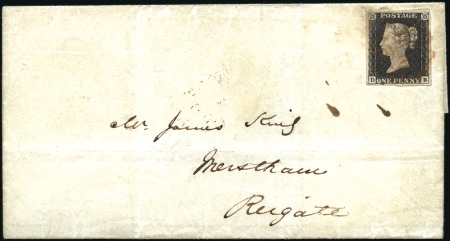 POSTAGE
ONE PENNY
Mr. James King
Merstham
Reigate